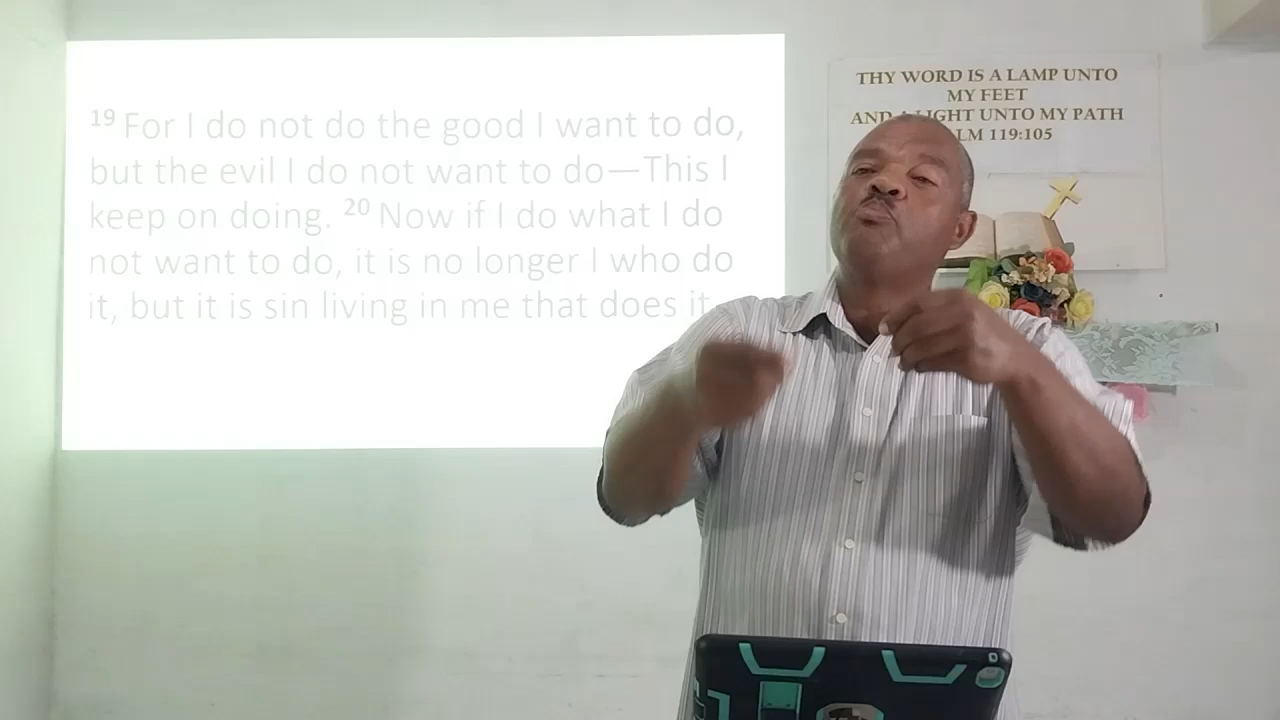 19 For I do not do the good I want to do,
but the evil I do not want to do—This I
keep on doing. 20 Now if I do what I do
not want to do, it is no longer I who do
it, but it is sin living in me that does it
THY WORD IS A LAMP UNTO
MY FEET
AND A LIGHT UNTO MY PATH
LM 119:105